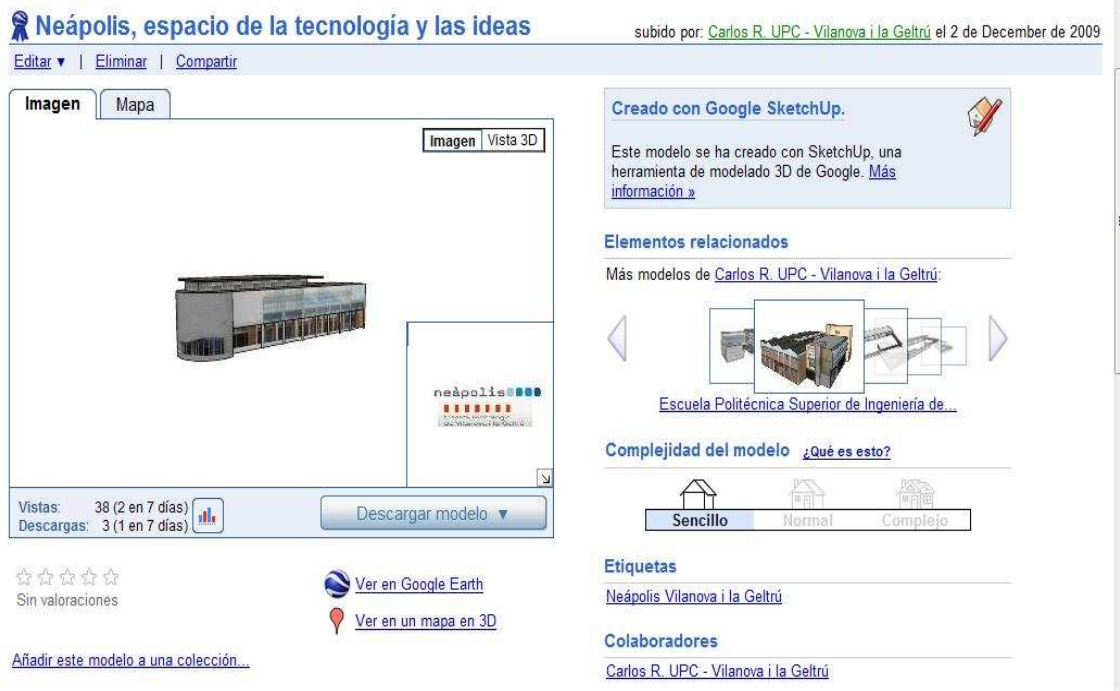 Neápolis, espacio de la tecnología y las ideas
subido por: Carlos R. UPC - Vilanova i la Geltrú el 2 de December de 2009
Editar ▼ | Eliminar | Compartir
Imagen Mapa
Imagen Vista 3D
neàpolis
de Vilanova i la Geltrú
Vistas: 38 (2 en 7 días)
Descargas: 3 (1 en 7 días)
Descargar modelo ▼
Sin valoraciones
Ver en Google Earth
Ver en un mapa en 3D
Añadir este modelo a una colección...
Creado con Google SketchUp.
Este modelo se ha creado con SketchUp, una
herramienta de modelado 3D de Google. Más
información »
Elementos relacionados
Más modelos de Carlos R. UPC - Vilanova i la Geltrú:
Escuela Politécnica Superior de Ingeniería de...
Complejidad del modelo ¿Qué es esto?
Sencillo Normal Complejo
Etiquetas
Neápolis Vilanova i la Geltrú
Colaboradores
Carlos R. UPC - Vilanova i la Geltrú